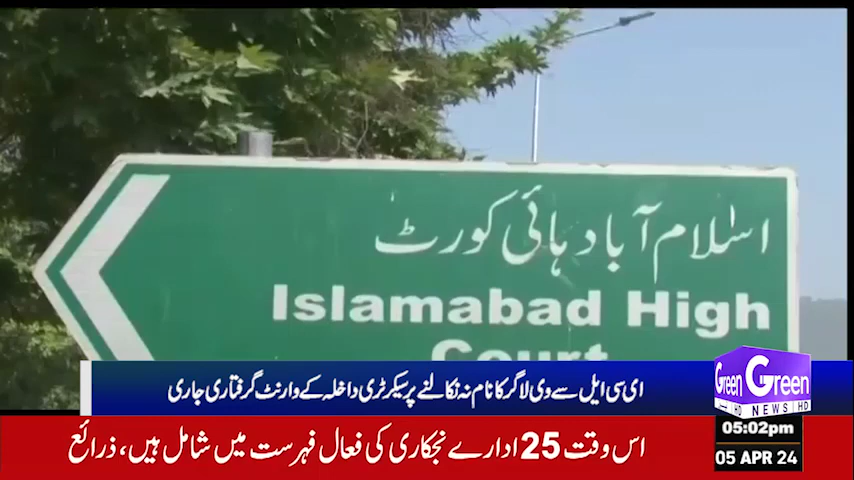 اسلام آباد ہائی کورٹ
Islamabad High
Court
ای سی ایل سے وی لاگر کا نام نہ نکالنے پر سیکرٹری داخلہ کے وارنٹ گرفتاری جاری
Green Green
HD NEWS HD
اس وقت 25 ادارے نجکاری کی فعال فہرست میں شامل ہیں، ذرائع
05:02pm
05 APR 24